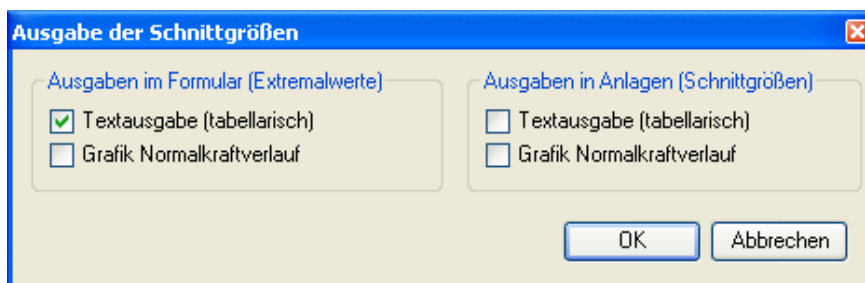 Ausgabe der Schnittgrößen
Ausgaben im Formular (Extremalwerte)
Textausgabe (tabellarisch)
Grafik Normalkraftverlauf
Ausgaben in Anlagen (Schnittgrößen)
Textausgabe (tabellarisch)
Grafik Normalkraftverlauf
OK
Abbrechen